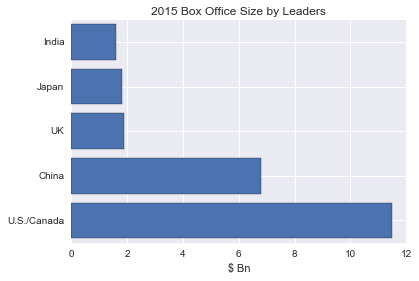 2015 Box Office Size by Leaders
India
Japan
UK
China
U.S./Canada
0 2 4 6 8 10 12
$ Bn